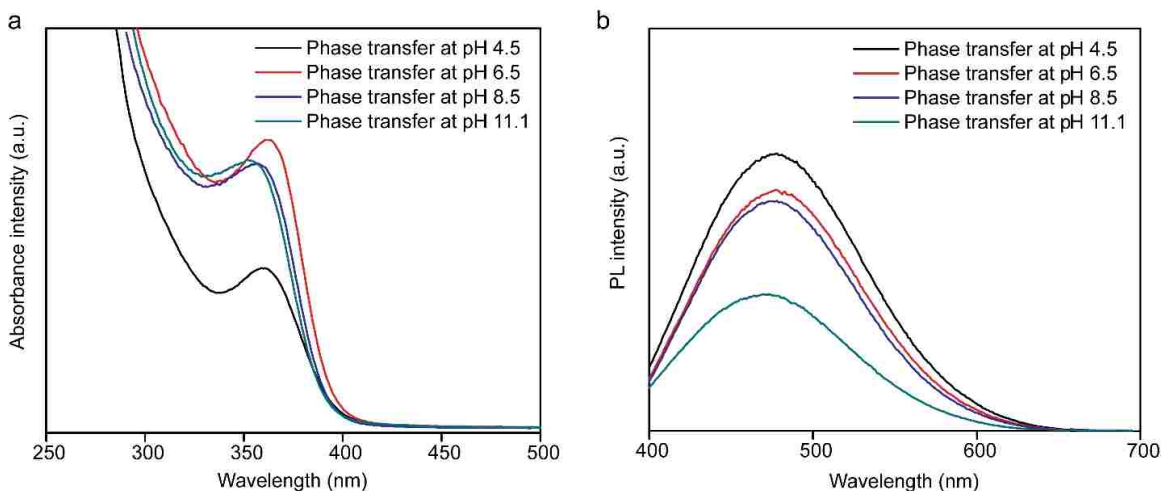 a
Phase transfer at pH 4.5
Phase transfer at pH 6.5
Phase transfer at pH 8.5
Phase transfer at pH 11.1
Absorbance intensity (a.u.)
250 300 350 400 450 500
Wavelength (nm)
b
Phase transfer at pH 4.5
Phase transfer at pH 6.5
Phase transfer at pH 8.5
Phase transfer at pH 11.1
PL intensity (a.u.)
400 500 600 700
Wavelength (nm)